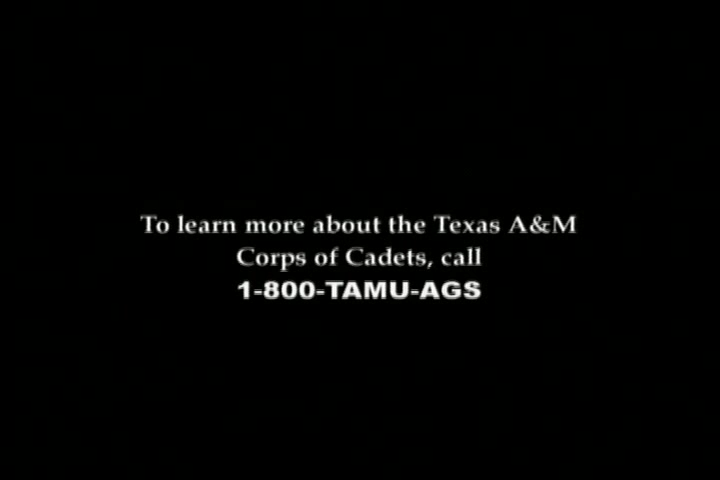 To learn more about the Texas A&M
Corps of Cadets, call
1-800-TAMU-AGS